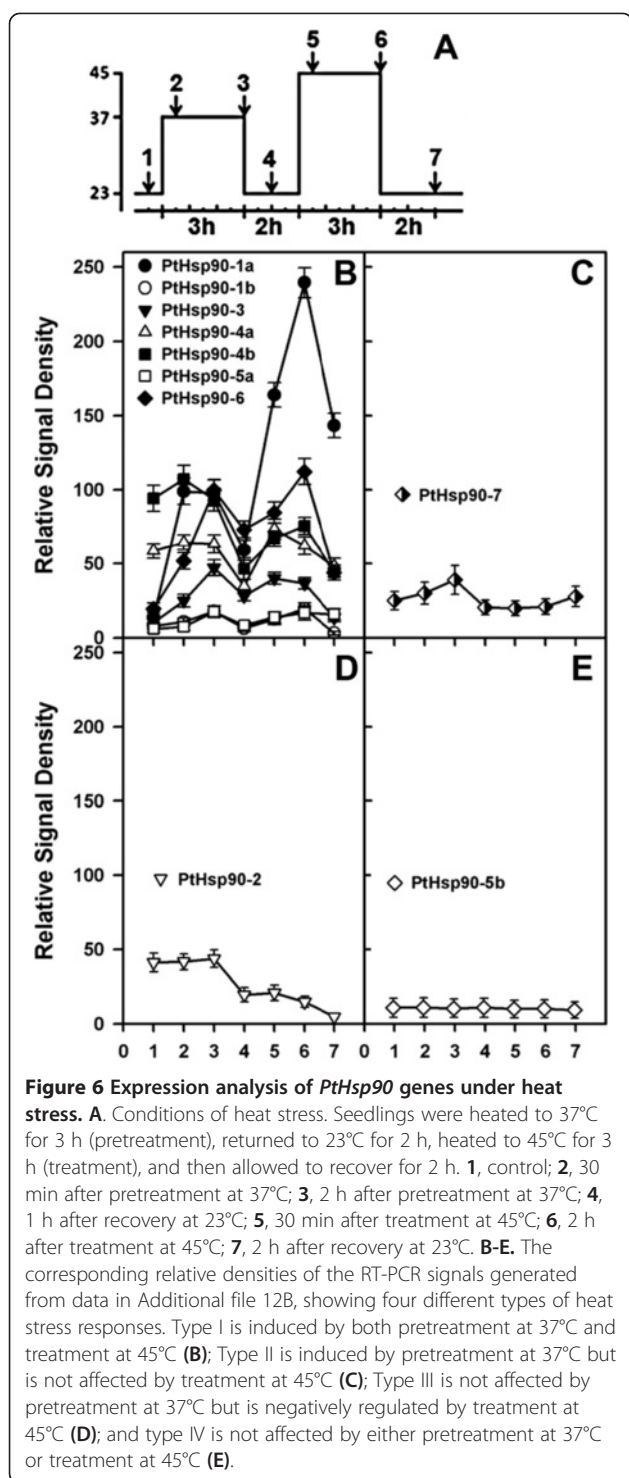 5 6 A
45
2 3
37
1 4 7
23
3h 2h 3h 2h
250 B C
PtHsp90-1a
PtHsp90-1b
200 PtHsp90-3
PtHsp90-4a
PtHsp90-4b
150 PtHsp90-5a
PtHsp90-6
100 PtHsp90-7
50
0
Relative Signal Density
250 D E
200
150
100 PtHsp90-2 PtHsp90-5b
50
0
Relative Signal Density
0 1 2 3 4 5 6 7 0 1 2 3 4 5 6 7
Figure 6 Expression analysis of PtHsp90 genes under heat
stress. A. Conditions of heat stress. Seedlings were heated to 37°C
for 3 h (pretreatment), returned to 23°C for 2 h, heated to 45°C for 3
h (treatment), and then allowed to recover for 2 h. 1, control; 2, 30
min after pretreatment at 37°C; 3, 2 h after pretreatment at 37°C; 4,
1 h after recovery at 23°C; 5, 30 min after treatment at 45°C; 6, 2 h
after treatment at 45°C; 7, 2 h after recovery at 23°C. B-E. The
corresponding relative densities of the RT-PCR signals generated
from data in Additional file 12B, showing four different types of heat
stress responses. Type I is induced by both pretreatment at 37°C and
treatment at 45°C (B); Type II is induced by pretreatment at 37°C but
is not affected by treatment at 45°C (C); Type III is not affected by
pretreatment at 37°C but is negatively regulated by treatment at
45°C (D); and type IV is not affected by either pretreatment at 37°C
or treatment at 45°C (E).